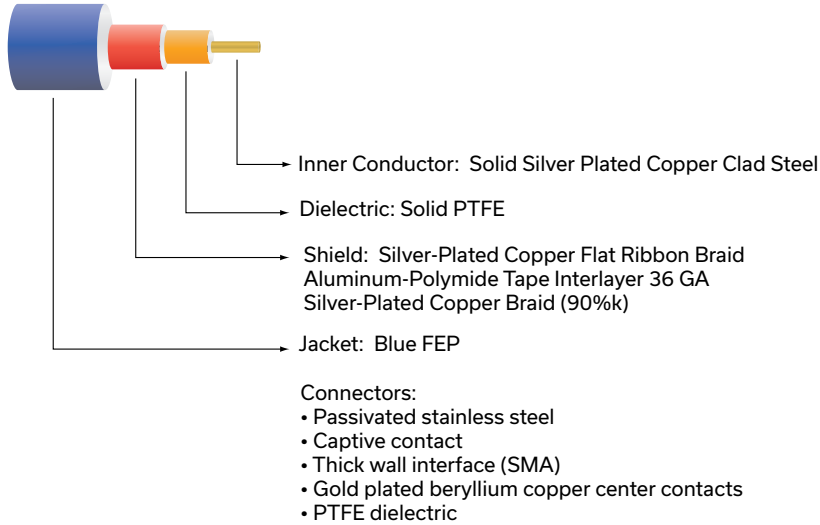 Inner Conductor: Solid Silver Plated Copper Clad Steel
Dielectric: Solid PTFE
Shield: Silver-Plated Copper Flat Ribbon Braid
Aluminum-Polymide Tape Interlayer 36 GA
Silver-Plated Copper Braid (90%k)
Jacket: Blue FEP
Connectors:
• Passivated stainless steel
• Captive contact
• Thick wall interface (SMA)
• Gold plated beryllium copper center contacts
• PTFE dielectric